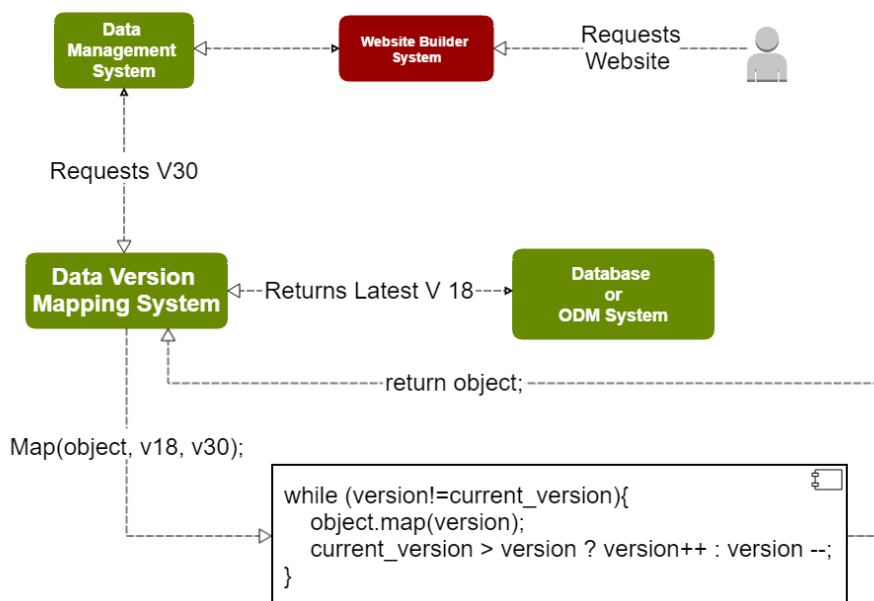 Data
Management
System
Website Builder
System
Requests
Website
Requests V30
Data Version
Mapping System
Returns Latest V 18
Database
or
ODM System
return object;
Map(object, v18, v30);
while (version!=current_version){
object.map(version);
current_version > version ? version++ : version --;
}